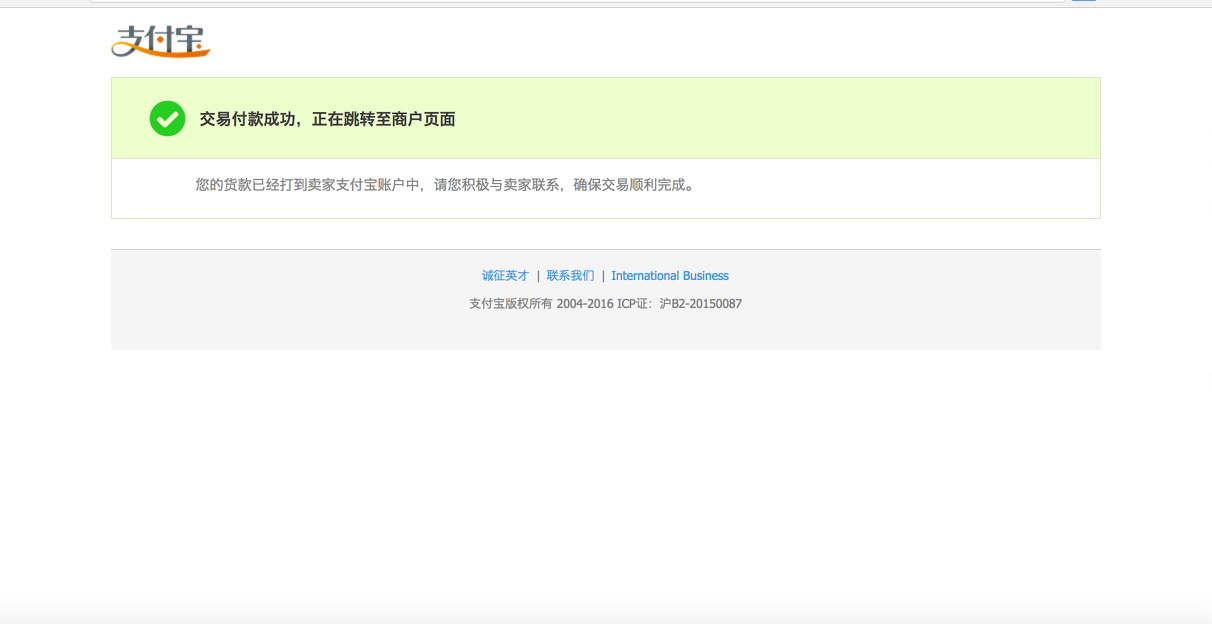 支付宝
交易付款成功，正在跳转至商户页面
您的货款已经打到卖家支付宝账户中，请您积极与卖家联系，确保交易顺利完成。
诚征英才 | 联系我们 | International Business
支付宝版权所有 2004-2016 ICP证：沪B2-20150087